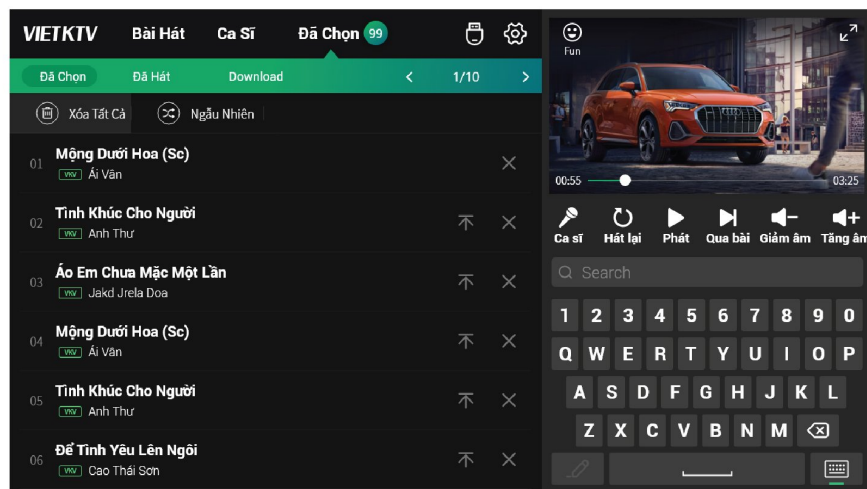 VIETKTV Bài Hát Ca Sĩ Đã Chọn 99
Đã Chọn Đã Hát Download < 1/10 >
Xóa Tất Cả Ngẫu Nhiên
01 Mộng Dưới Hoa (Sc)
VKV Ái Vân
02 Tình Khúc Cho Người
VKV Anh Thư
03 Áo Em Chưa Mặc Một Lần
VKV Jakd Jrela Doa
04 Mộng Dưới Hoa (Sc)
VKV Ái Vân
05 Tình Khúc Cho Người
VKV Anh Thư
06 Để Tình Yêu Lên Ngôi
VKV Cao Thái Sơn
Fun
00:55 03:25
Ca sĩ Hát lại Phát Qua bài Giảm âm Tăng âm
Search
1 2 3 4 5 6 7 8 9 0
Q W E R T Y U I O P
A S D F G H J K L
Z X C V B N M